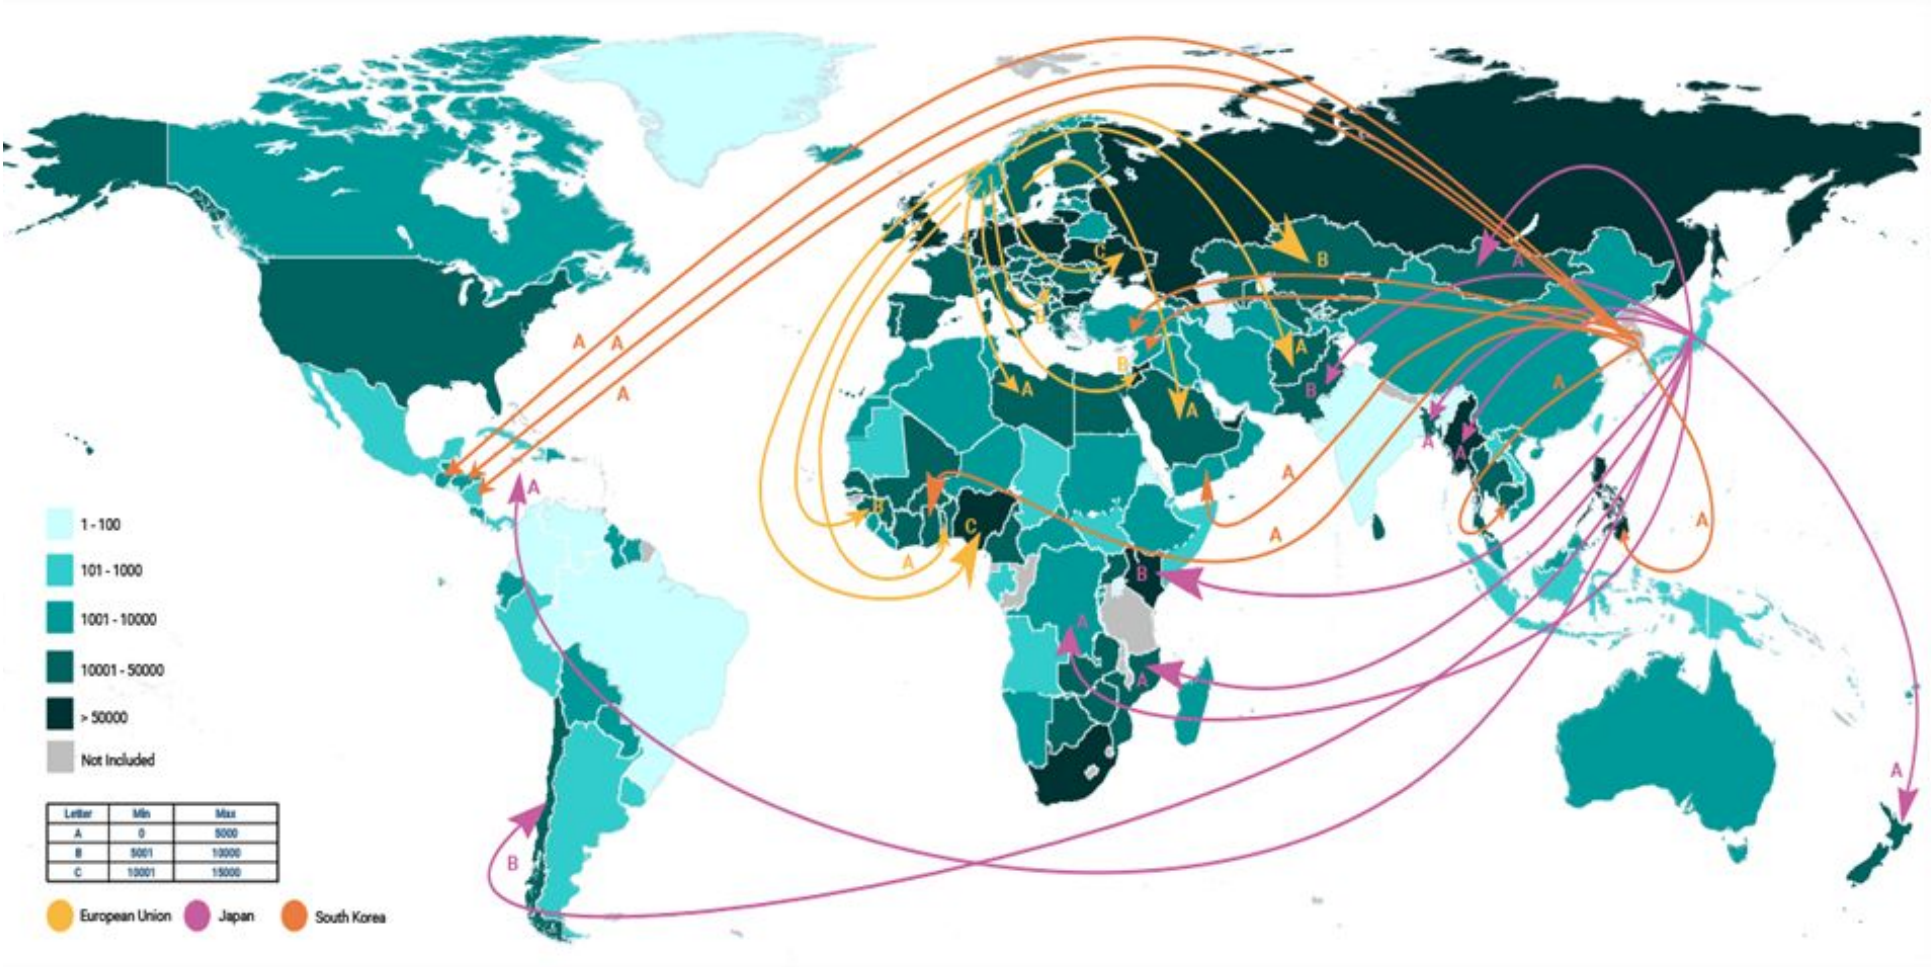 A A
A
A
B
A
B
A
A
C
B
B
A
A
B
C
A
B
A
A
A
A
A
A
B
A
A
A
1 - 100
101 - 1000
1001 - 10000
10001 - 50000
> 50000
Not Included
Letter Min Max
A 0 5000
B 5001 10000
C 10001 15000
European Union Japan South Korea